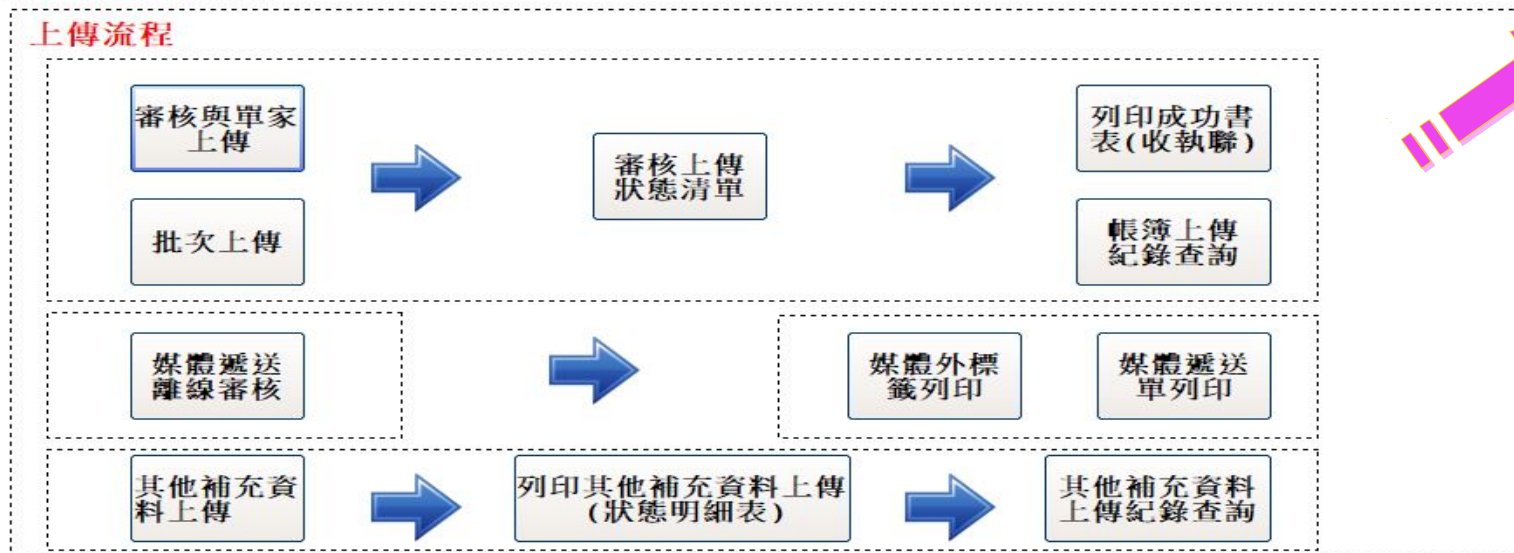 上傳流程
審核與單家
上傳
審核上傳
狀態清單
列印成功書
表(收執聯)
批次上傳
帳簿上傳
紀錄查詢
媒體遞送
離線審核
媒體外標
籤列印
媒體遞送
單列印
其他補充資
料上傳
列印其他補充資料上傳
(狀態明細表)
其他補充資料
上傳紀錄查詢